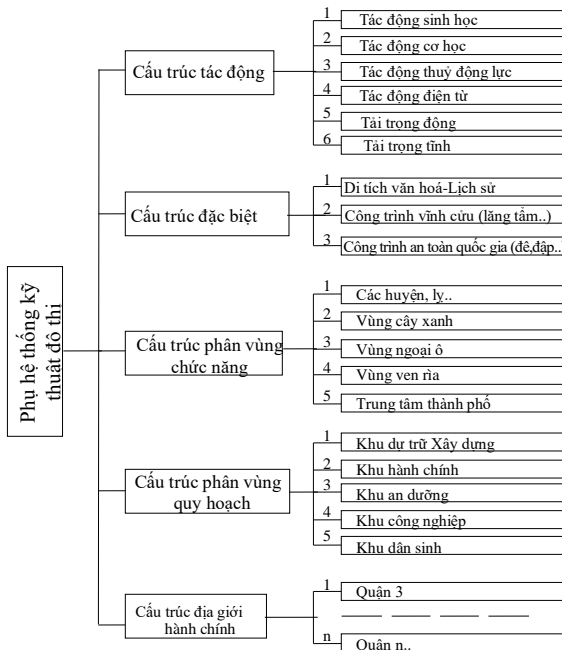 Phụ hệ thống kỹ
thuât đô thi
Cấu trúc tác động
1 Tác động sinh học
2 Tác động cơ học
3 Tác động thuỷ động lực
4 Tác động điện từ
5 Tải trọng động
6 Tải trọng tĩnh
Cấu trúc đặc biệt
1 Di tích văn hoá-Lịch sử
2 Công trình vĩnh cửu (lăng tẩm..)
3 Công trình an toàn quốc gia (đê,đập..
Cấu trúc phân vùng
chức năng
1 Các huyện, lỵ..
2 Vùng cây xanh
3 Vùng ngoại ô
4 Vùng ven rìa
5 Trung tâm thành phố
Cấu trúc phân vùng
quy hoạch
1 Khu dự trữ Xây dựng
2 Khu hành chính
3 Khu an dưỡng
4 Khu công nghiệp
5 Khu dân sinh
Cấu trúc địa giới
hành chính
1 Quận 3
n Quân n..